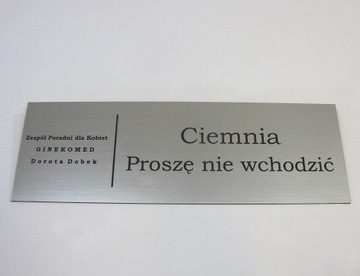 Zespół Poradni dla Kobiet
GINEKOMED
Dorota Dobek
Ciemnia
Proszę nie wchodzić